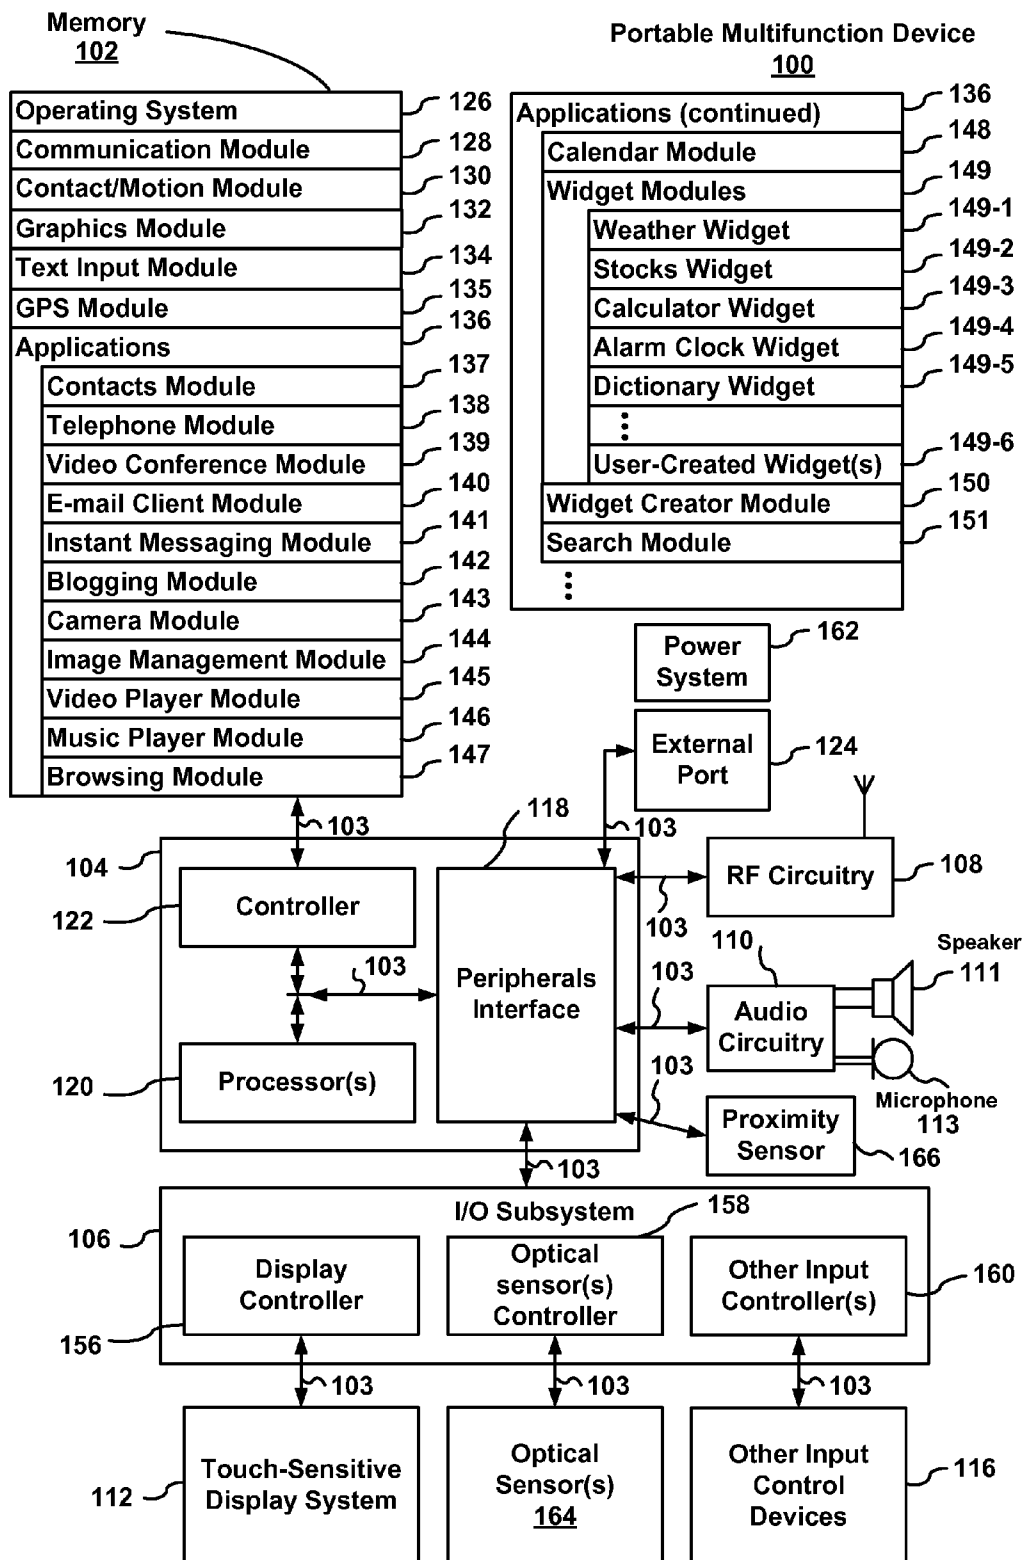 Memory
102
Portable Multifunction Device
100
Operating System 126
Communication Module 128
Contact/Motion Module 130
Graphics Module 132
Text Input Module 134
GPS Module 135
Applications 136
Contacts Module 137
Telephone Module 138
Video Conference Module 139
E-mail Client Module 140
Instant Messaging Module 141
Blogging Module 142
Camera Module 143
Image Management Module 144
Video Player Module 145
Music Player Module 146
Browsing Module 147
Applications (continued) 136
Calendar Module 148
Widget Modules 149
Weather Widget 149-1
Stocks Widget 149-2
Calculator Widget 149-3
Alarm Clock Widget 149-4
Dictionary Widget 149-5
User-Created Widget(s) 149-6
Widget Creator Module 150
Search Module 151
Power
System
162
External
Port
124
103
118
103
104
Controller
122
RF Circuitry
108
103
103
Peripherals
Interface
103
110
Audio
Circuitry
Speaker
111
Microphone
113
Processor(s)
120
103
Proximity
Sensor
166
103
I/O Subsystem
106
158
Display
Controller
156
Optical
sensor(s)
Controller
Other Input
Controller(s)
160
103
103
103
Touch-Sensitive
Display System
112
Optical
Sensor(s)
164
Other Input
Control
Devices
116